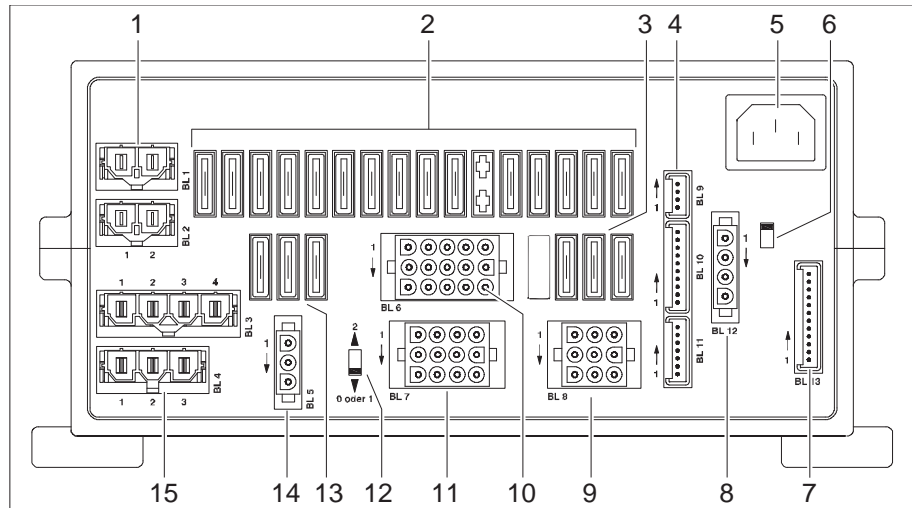 1 2 3 4 5 6
BL 1
BL 9
BL 2
1
1 2
1
BL 10
1
1
1 2 3 4
BL 3
BL 6
1
BL 12
2
1
1
1
1
BL 11
1
BL 4
BL 5
0 oder 1
BL 7
BL 8
BL 13
1 2 3
15 14 13 12 11 10 9 8 7